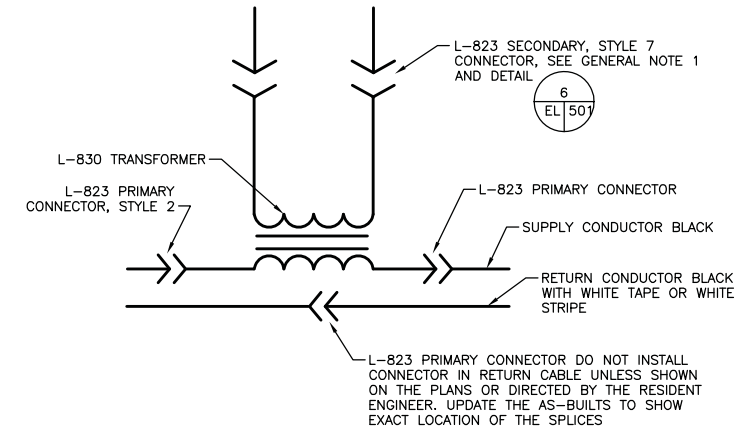 L-823 SECONDARY, STYLE 7
CONNECTOR, SEE GENERAL NOTE 1
AND DETAIL
6
EL 501
L-830 TRANSFORMER
L-823 PRIMARY
CONNECTOR, STYLE 2
L-823 PRIMARY CONNECTOR
SUPPLY CONDUCTOR BLACK
RETURN CONDUCTOR BLACK
WITH WHITE TAPE OR WHITE
STRIPE
L-823 PRIMARY CONNECTOR DO NOT INSTALL
CONNECTOR IN RETURN CABLE UNLESS SHOWN
ON THE PLANS OR DIRECTED BY THE RESIDENT
ENGINEER. UPDATE THE AS-BUILTS TO SHOW
EXACT LOCATION OF THE SPLICES